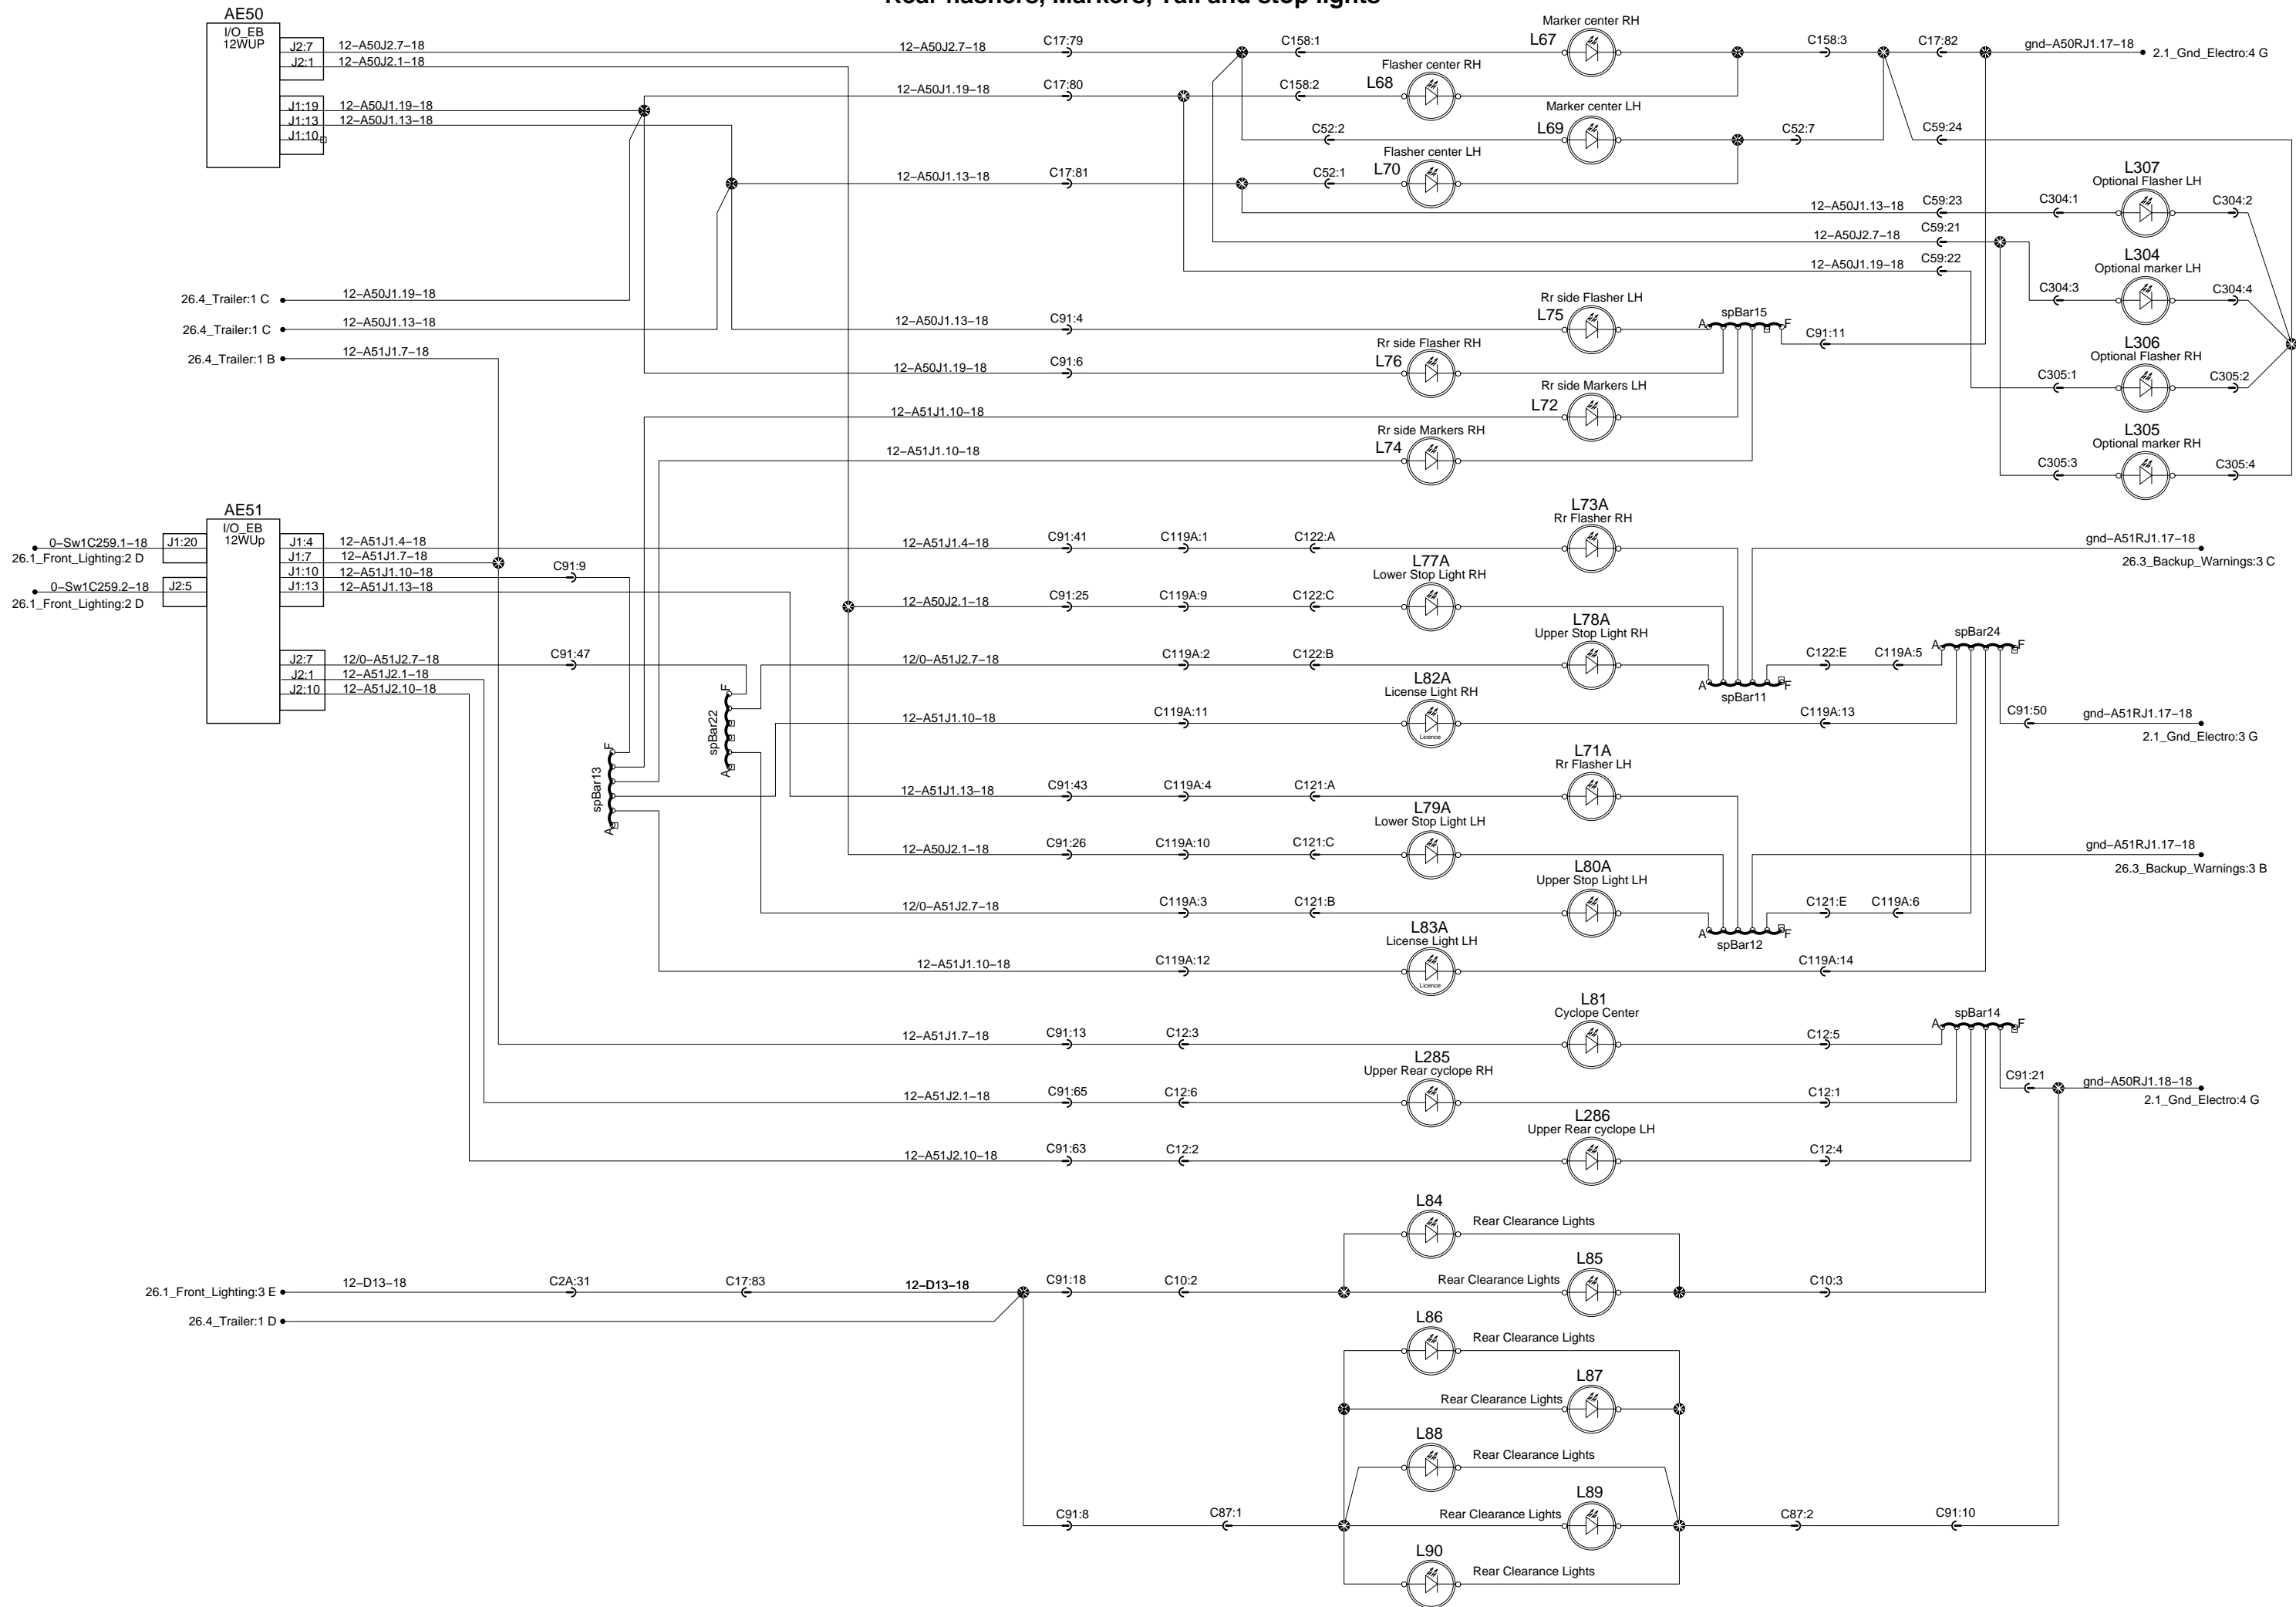 Rear flashers, Markers, Tail and stop lights
AE50
I/O_EB
12WUP
J2:7
12–A50J2.7–18
J2:1
12–A50J2.1–18
J1:19
12–A50J1.19–18
J1:13
12–A50J1.13–18
J1:10
12–A50J2.7–18
C17:79
C158:1
Marker center RH
L67
C158:3
C17:82
gnd–A50RJ1.17–18
2.1_Gnd_Electro:4 G
12–A50J1.19–18
C17:80
C158:2
Flasher center RH
L68
C52:2
Marker center LH
L69
C52:7
C59:24
12–A50J1.13–18
C17:81
C52:1
Flasher center LH
L70
12–A50J1.13–18
C59:23
C304:1
L307
Optional Flasher LH
C304:2
12–A50J2.7–18
C59:21
12–A50J1.19–18
C59:22
L304
Optional marker LH
C304:3
C304:4
26.4_Trailer:1 C
12–A50J1.19–18
26.4_Trailer:1 C
12–A50J1.13–18
26.4_Trailer:1 B
12–A51J1.7–18
12–A50J1.13–18
C91:4
Rr side Flasher LH
L75
A
spBar15
F
C91:11
12–A50J1.19–18
C91:6
Rr side Flasher RH
L76
L306
Optional Flasher RH
C305:1
C305:2
12–A51J1.10–18
Rr side Markers LH
L72
12–A51J1.10–18
Rr side Markers RH
L74
L305
Optional marker RH
C305:3
C305:4
AE51
I/O_EB
12WUp
0–Sw1C259.1–18
26.1_Front_Lighting:2 D
J1:20
0–Sw1C259.2–18
26.1_Front_Lighting:2 D
J2:5
J1:4
12–A51J1.4–18
J1:7
12–A51J1.7–18
J1:10
12–A51J1.10–18
J1:13
12–A51J1.13–18
C91:9
J2:7
12/0–A51J2.7–18
J2:1
12–A51J2.1–18
J2:10
12–A51J2.10–18
C91:47
12–A51J1.4–18
C91:41
C119A:1
C122:A
L73A
Rr Flasher RH
gnd–A51RJ1.17–18
26.3_Backup_Warnings:3 C
12–A50J2.1–18
C91:25
C119A:9
C122:C
L77A
Lower Stop Light RH
12/0–A51J2.7–18
C119A:2
C122:B
L78A
Upper Stop Light RH
A
spBar11
F
C122:E
C119A:5
A
spBar24
F
F
spBar22
A
12–A51J1.10–18
C119A:11
L82A
License Light RH
Licence
C119A:13
C91:50
gnd–A51RJ1.17–18
2.1_Gnd_Electro:3 G
F
spBar13
A
12–A51J1.13–18
C91:43
C119A:4
C121:A
L71A
Rr Flasher LH
12–A50J2.1–18
C91:26
C119A:10
C121:C
L79A
Lower Stop Light LH
gnd–A51RJ1.17–18
26.3_Backup_Warnings:3 B
12/0–A51J2.7–18
C119A:3
C121:B
L80A
Upper Stop Light LH
A
spBar12
F
C121:E
C119A:6
12–A51J1.10–18
C119A:12
L83A
License Light LH
Licence
C119A:14
12–A51J1.7–18
C91:13
C12:3
L81
Cyclope Center
C12:5
A
spBar14
F
12–A51J2.1–18
C91:65
C12:6
L285
Upper Rear cyclope RH
C12:1
C91:21
gnd–A50RJ1.18–18
2.1_Gnd_Electro:4 G
12–A51J2.10–18
C91:63
C12:2
L286
Upper Rear cyclope LH
C12:4
L84
Rear Clearance Lights
26.1_Front_Lighting:3 E
12–D13–18
C2A:31
C17:83
12–D13–18
C91:18
C10:2
Rear Clearance Lights
L85
C10:3
26.4_Trailer:1 D
L86
Rear Clearance Lights
Rear Clearance Lights
L87
L88
Rear Clearance Lights
C91:8
C87:1
Rear Clearance Lights
L89
C87:2
C91:10
L90
Rear Clearance Lights